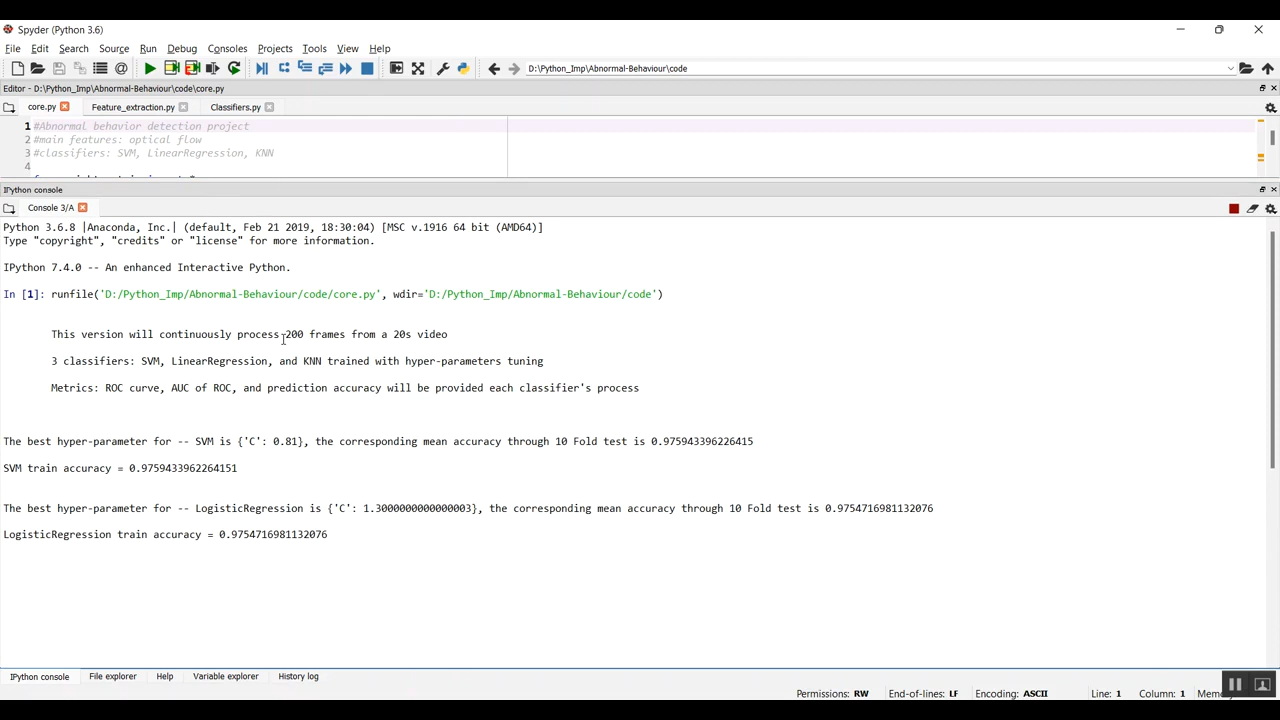 Spyder (Python 3.6)
File Edit Search Source Run Debug Consoles Projects Tools View Help
D:\Python_Imp\Abnormal-Behaviour\code
Editor - D:\Python_Imp\Abnormal-Behaviour\code\core.py
core.py Feature_extraction.py Classifiers.py
1 #Abnormal behavior detection project
2 #main features: optical flow
3 #classifiers: SVM, LinearRegression, KNN
4
IPython console
Console 3/A
Python 3.6.8 |Anaconda, Inc.| (default, Feb 21 2019, 18:30:04) [MSC v.1916 64 bit (AMD64)]
Type "copyright", "credits" or "license" for more information.
IPython 7.4.0 -- An enhanced Interactive Python.
In [1]: runfile('D:/Python_Imp/Abnormal-Behaviour/code/core.py', wdir='D:/Python_Imp/Abnormal-Behaviour/code')
This version will continuously process 200 frames from a 20s video
3 classifiers: SVM, LinearRegression, and KNN trained with hyper-parameters tuning
Metrics: ROC curve, AUC of ROC, and prediction accuracy will be provided each classifier's process
The best hyper-parameter for -- SVM is {'C': 0.81}, the corresponding mean accuracy through 10 Fold test is 0.975943396226415
SVM train accuracy = 0.9759433962264151
The best hyper-parameter for -- LogisticRegression is {'C': 1.3000000000000003}, the corresponding mean accuracy through 10 Fold test is 0.9754716981132076
LogisticRegression train accuracy = 0.9754716981132076
IPython console File explorer Help Variable explorer History log
Permissions: RW End-of-lines: LF Encoding: ASCII Line: 1 Column: 1